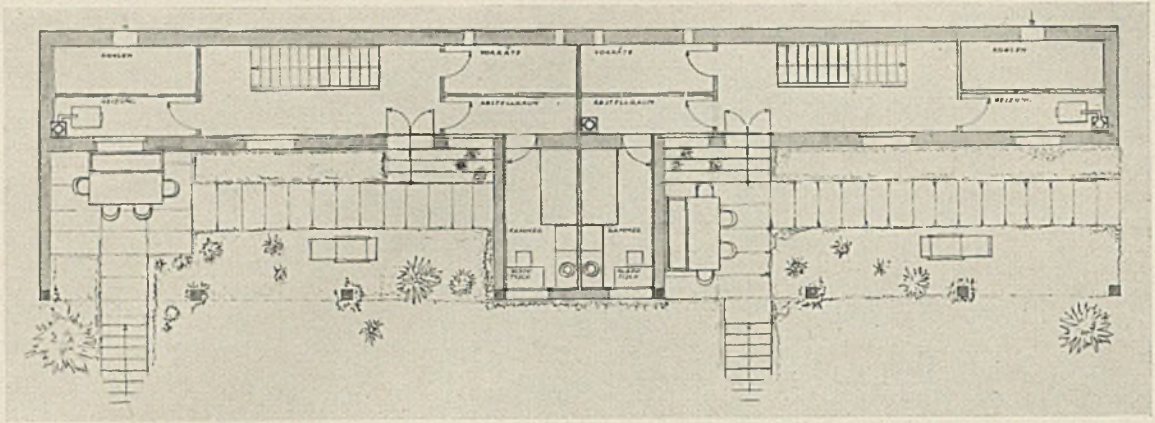 KOHLEN
VORRÄTE
VORRÄTE
KOHLEN
HEIZUNG
ABSTELLRAUM
ABSTELLRAUM
HEIZUNG
KAMMER
KAMMER